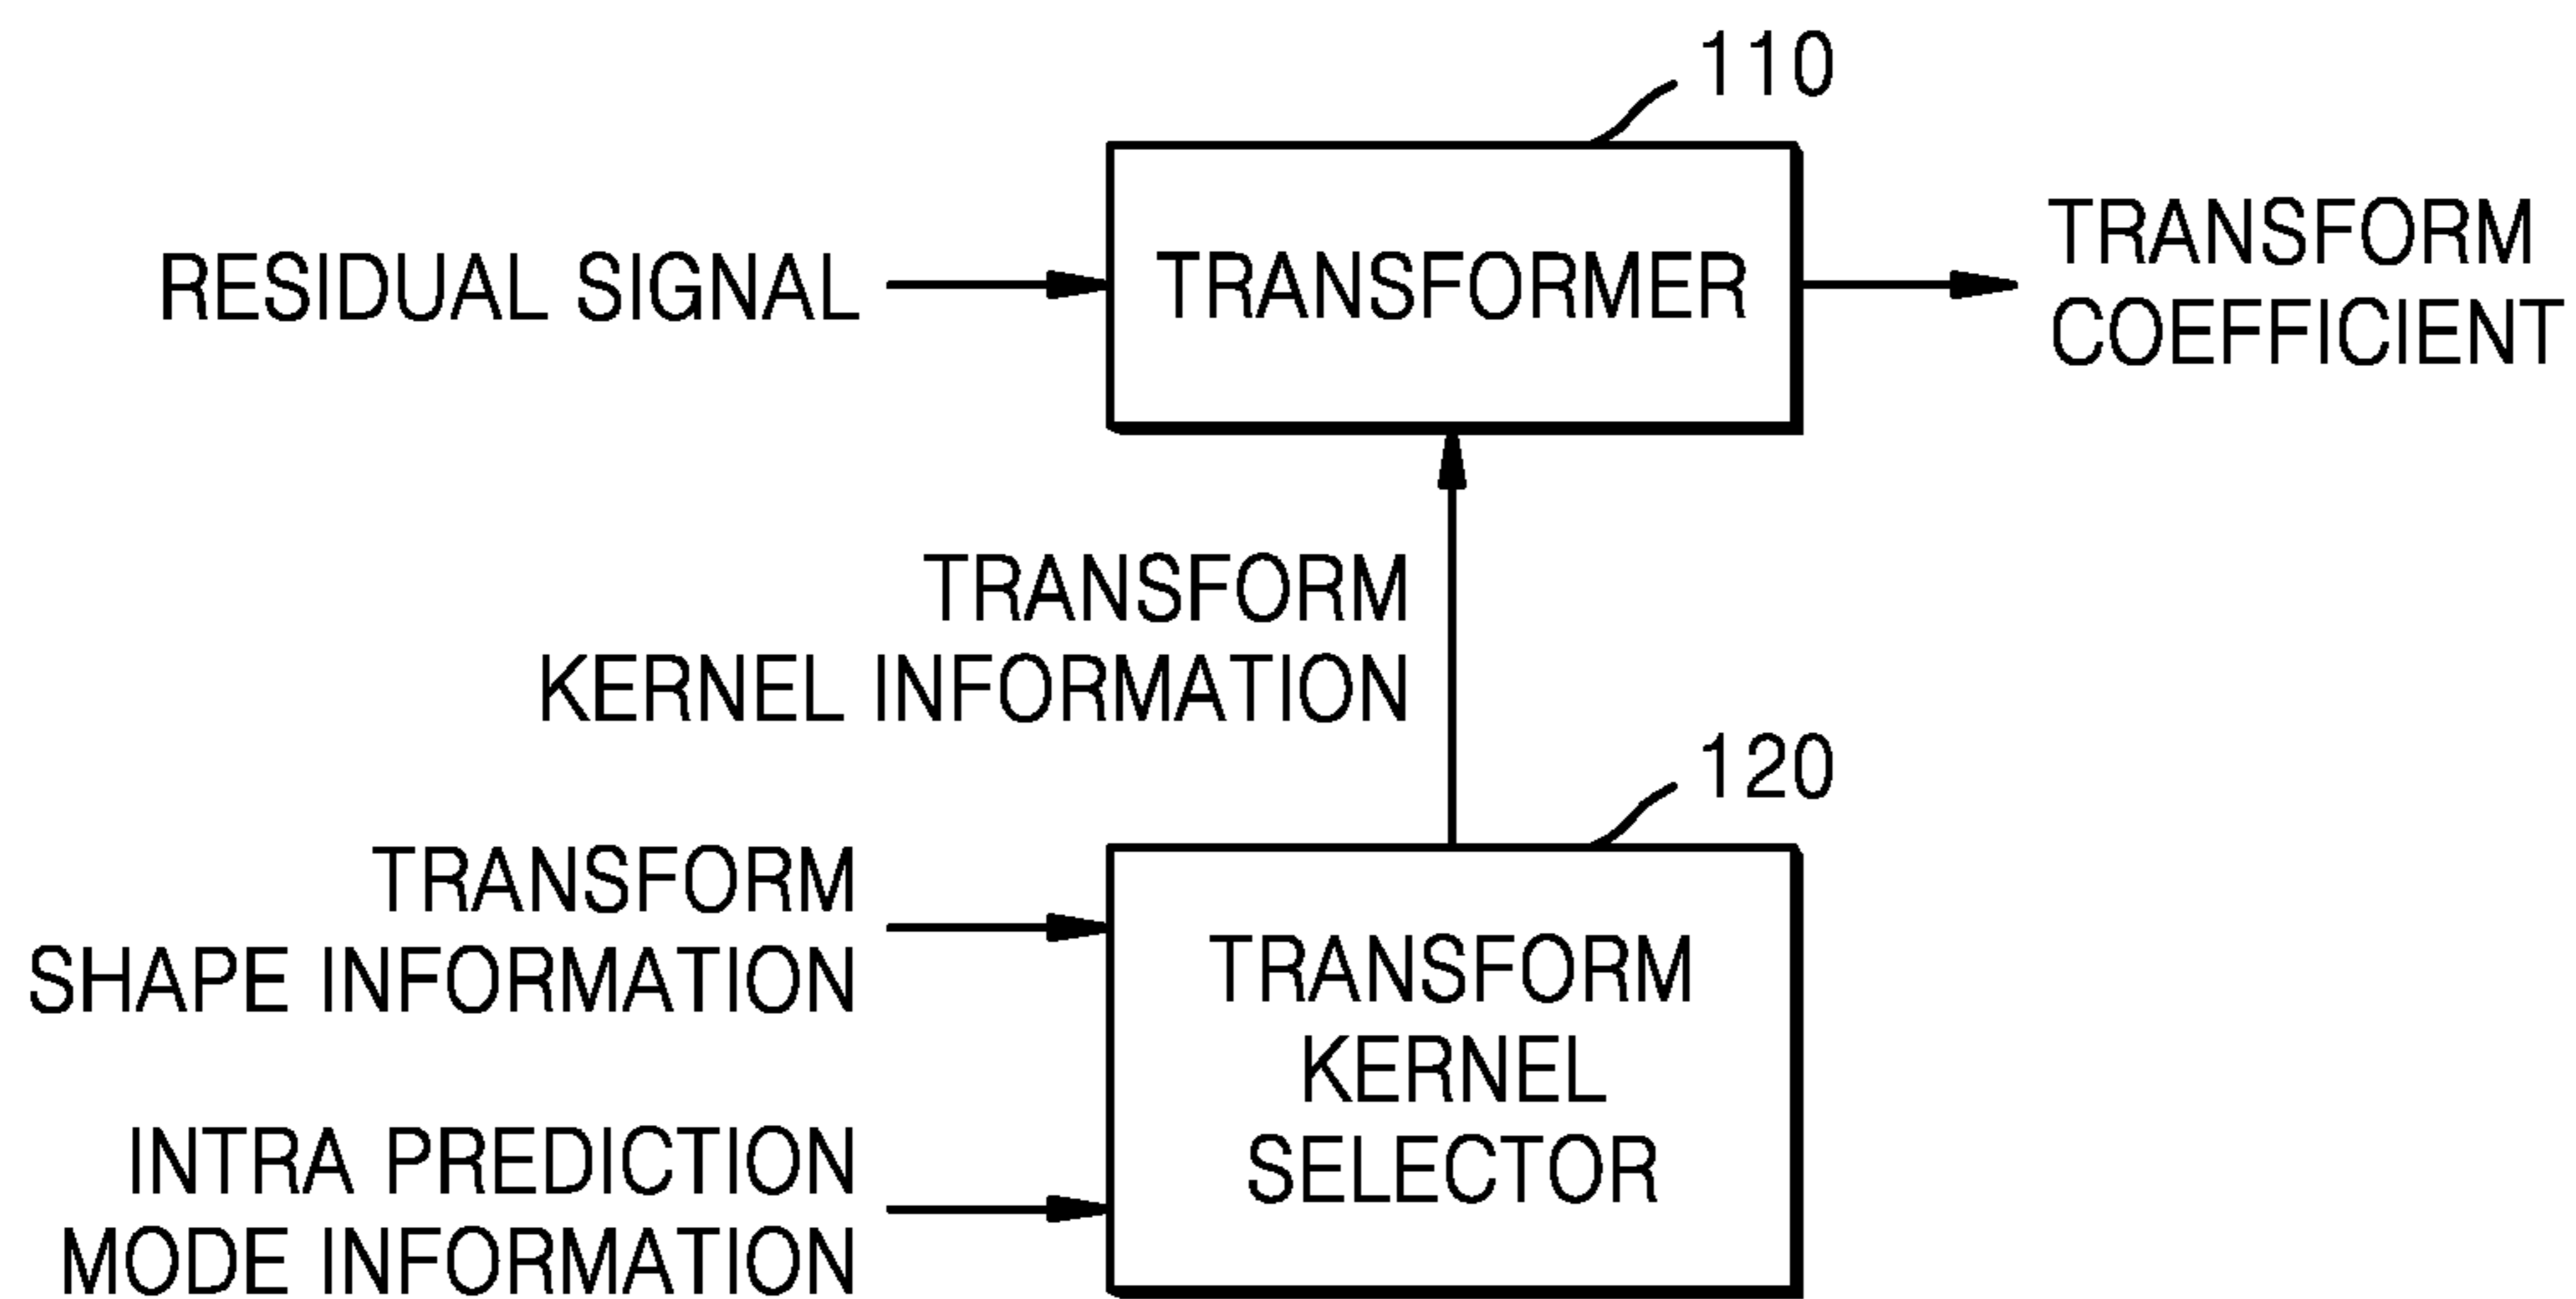 110
RESIDUAL SIGNAL
TRANSFORMER
TRANSFORM
COEFFICIENT
TRANSFORM
KERNEL INFORMATION
120
TRANSFORM
SHAPE INFORMATION
INTRA PREDICTION
MODE INFORMATION
TRANSFORM
KERNEL
SELECTOR